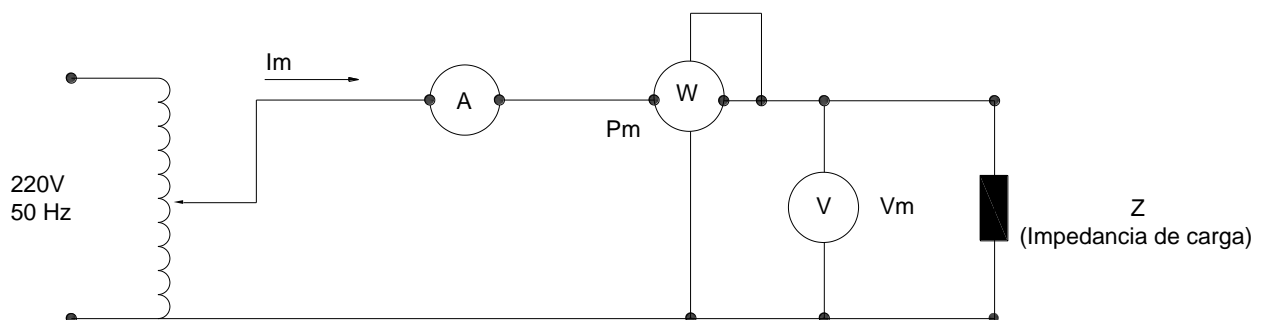 Im
A
W
Pm
220V
50 Hz
V
Vm
Z
(Impedancia de carga)